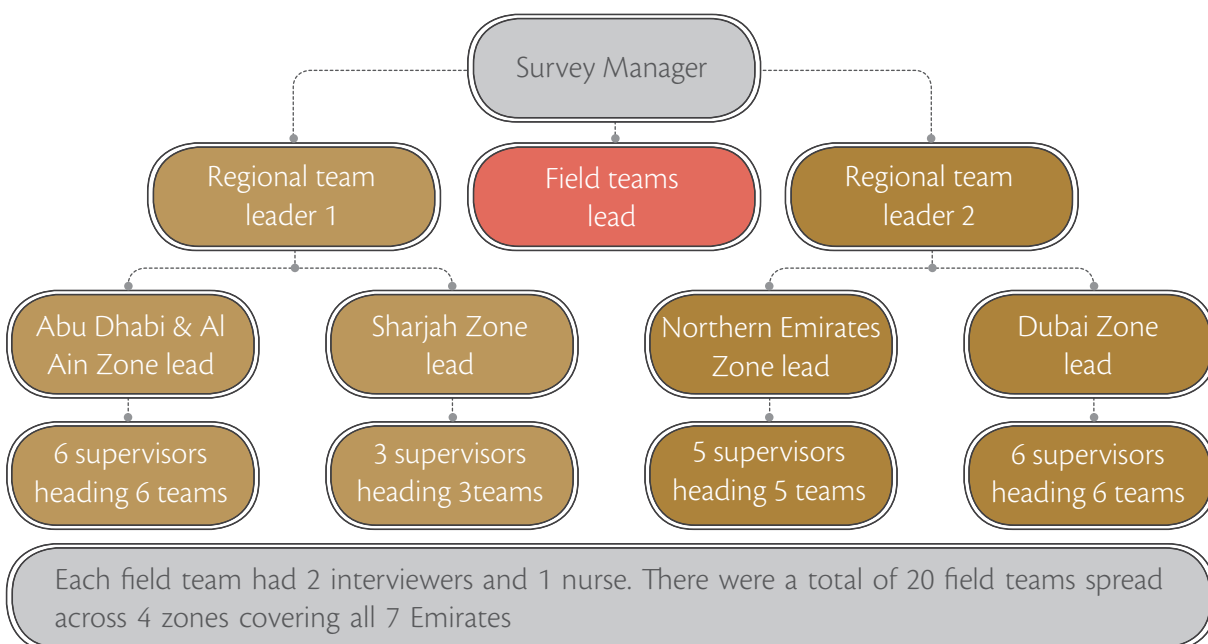 Survey Manager
Regional team
leader 1
Field teams
lead
Regional team
leader 2
Abu Dhabi & Al
Ain Zone lead
Sharjah Zone
lead
Northern Emirates
Zone lead
Dubai Zone
lead
6 supervisors
heading 6 teams
3 supervisors
heading 3teams
5 supervisors
heading 5 teams
6 supervisors
heading 6 teams
Each field team had 2 interviewers and 1 nurse. There were a total of 20 field teams spread
across 4 zones covering all 7 Emirates